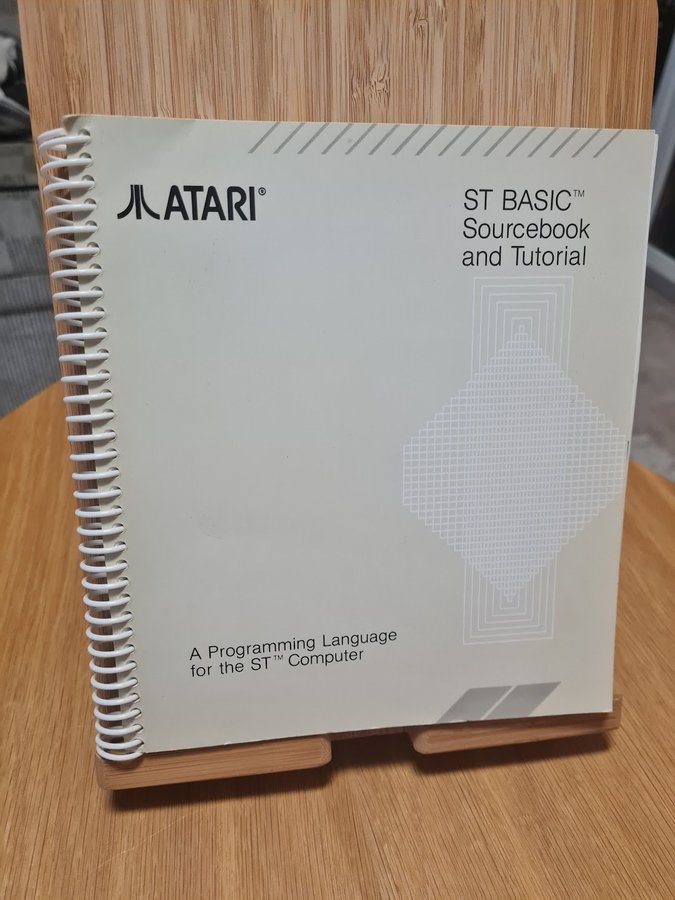 ATARI®
ST BASIC™
Sourcebook
and Tutorial
A Programming Language
for the ST™ Computer